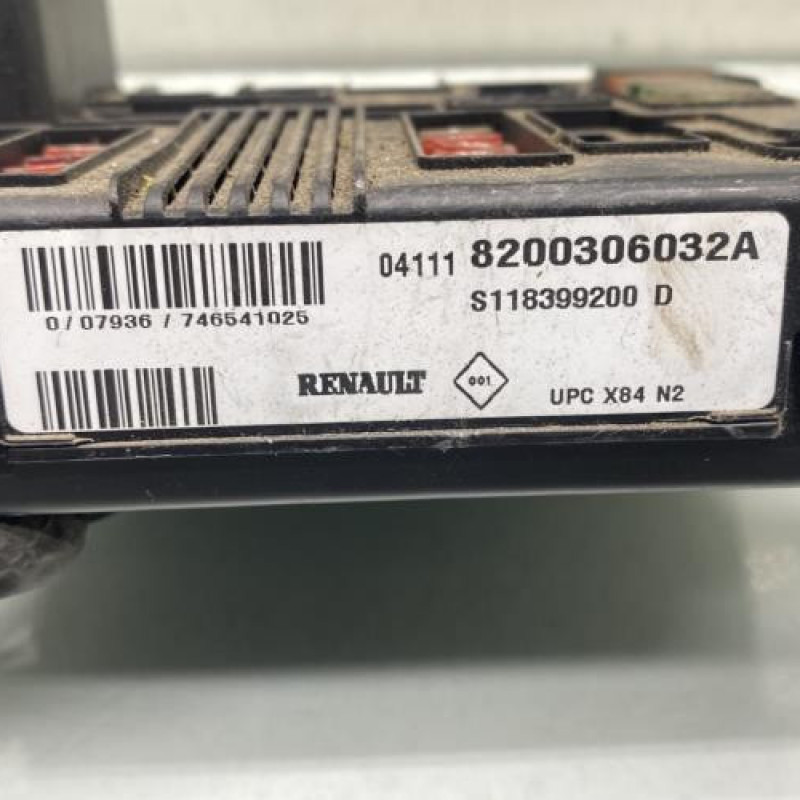 04111 8200306032A
S118399200 D
0/07936/746541025
RENAULT 001 UPC X84 N2